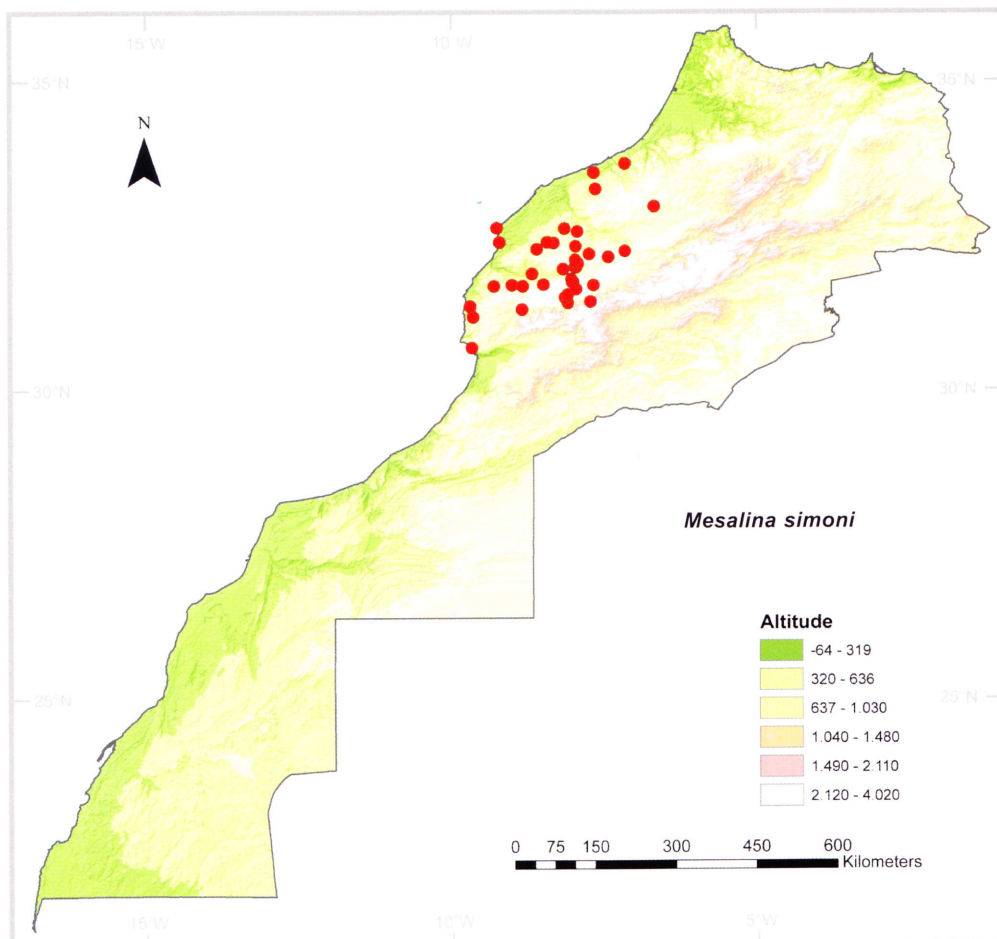 15°W 10°W
35°N 35°N
N
30°N 30°N
Mesalina simoni
Altitude
-64 - 319
320 - 636
637 - 1.030
1.040 - 1.480
1.490 - 2.110
2.120 - 4.020
25°N 25°N
0 75 150 300 450 600
Kilometers
15°W 10°W 5°W